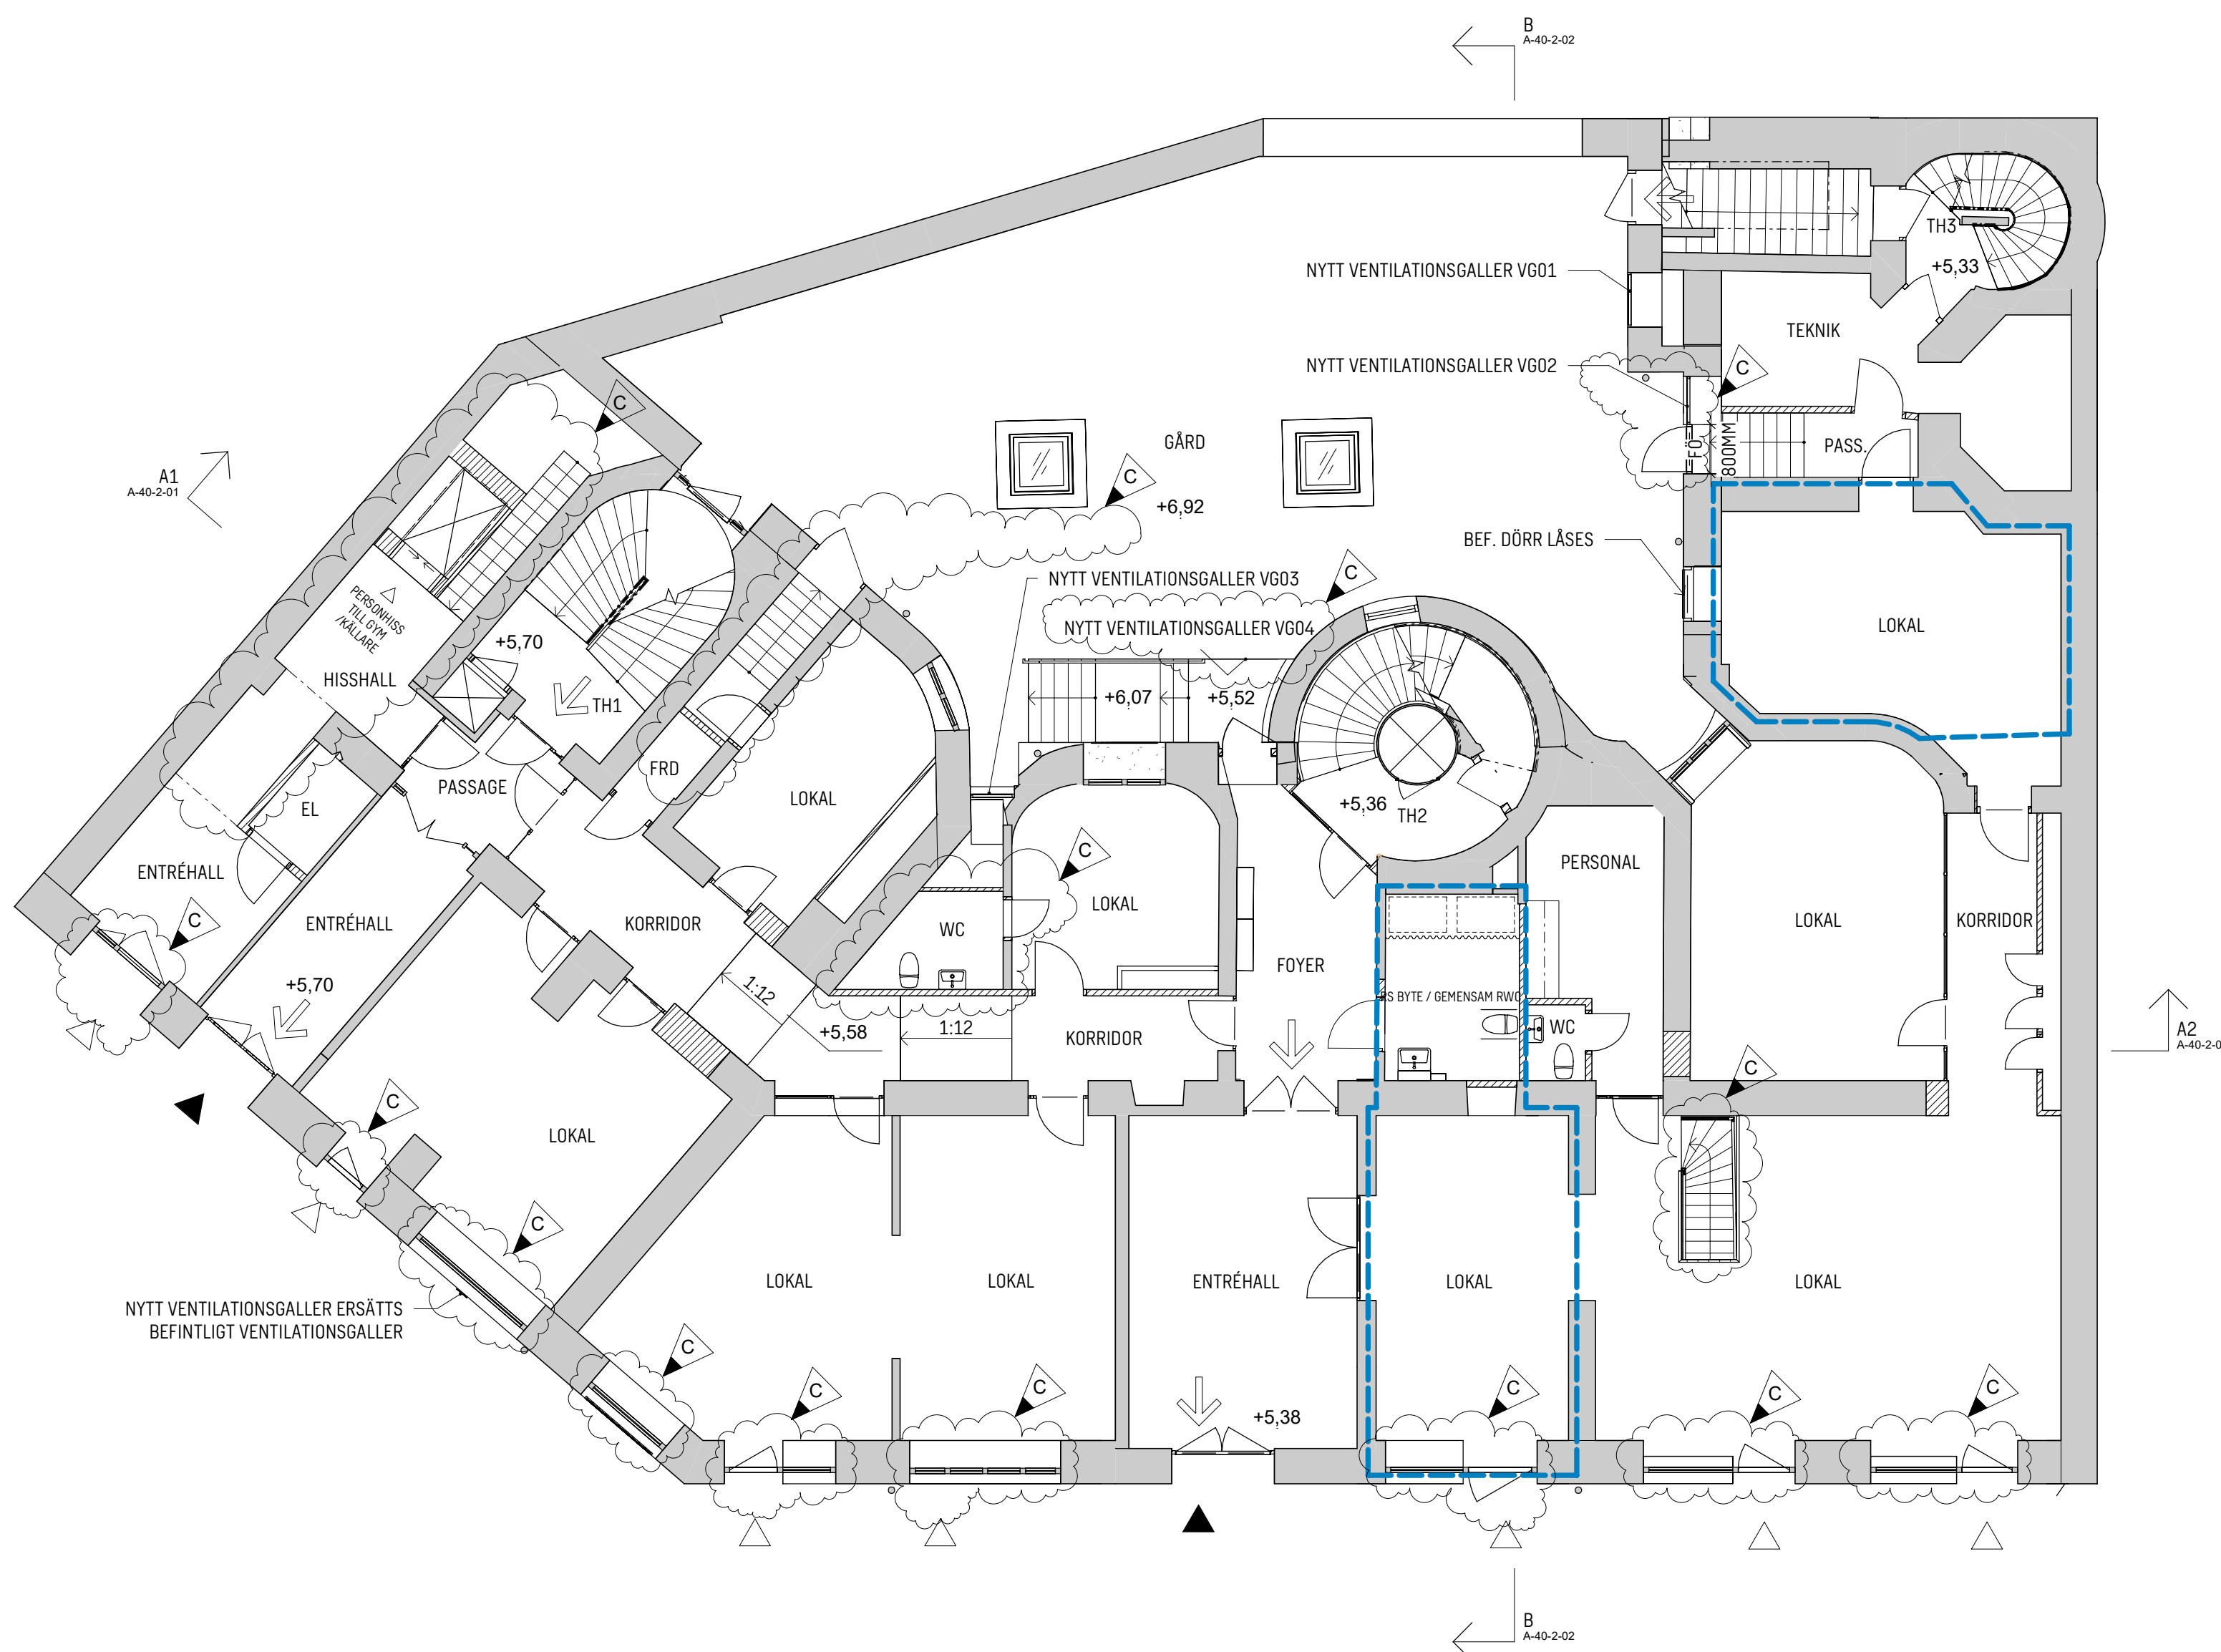 B
A-40-2-02
NYTT VENTILATIONSGALLER VG01
TH3
+5,33
TEKNIK
NYTT VENTILATIONSGALLER VG02
C
C
FÖ
800MM
PASS.
GÅRD
C
+6,92
A1
A-40-2-01
BEF. DÖRR LÅSES
NYTT VENTILATIONSGALLER VG03
C
NYTT VENTILATIONSGALLER VG04
LOKAL
PERSONHISS
TILL GYM
/KÄLLARE
+5,70
HISSHALL
TH1
+6,07
+5,52
FRD
PASSAGE
EL
LOKAL
+5,36
TH2
C
ENTRÉHALL
PERSONAL
C
ENTRÉHALL
KORRIDOR
WC
LOKAL
LOKAL
KORRIDOR
FOYER
+5,70
1:12
RS BYTE / GEMENSAM RWC
+5,58
1:12
KORRIDOR
WC
A2
A-40-2-0
C
C
LOKAL
C
LOKAL
LOKAL
ENTRÉHALL
LOKAL
LOKAL
NYTT VENTILATIONSGALLER ERSÄTTS
BEFINTLIGT VENTILATIONSGALLER
C
C
C
C
C
C
+5,38
B
A-40-2-02